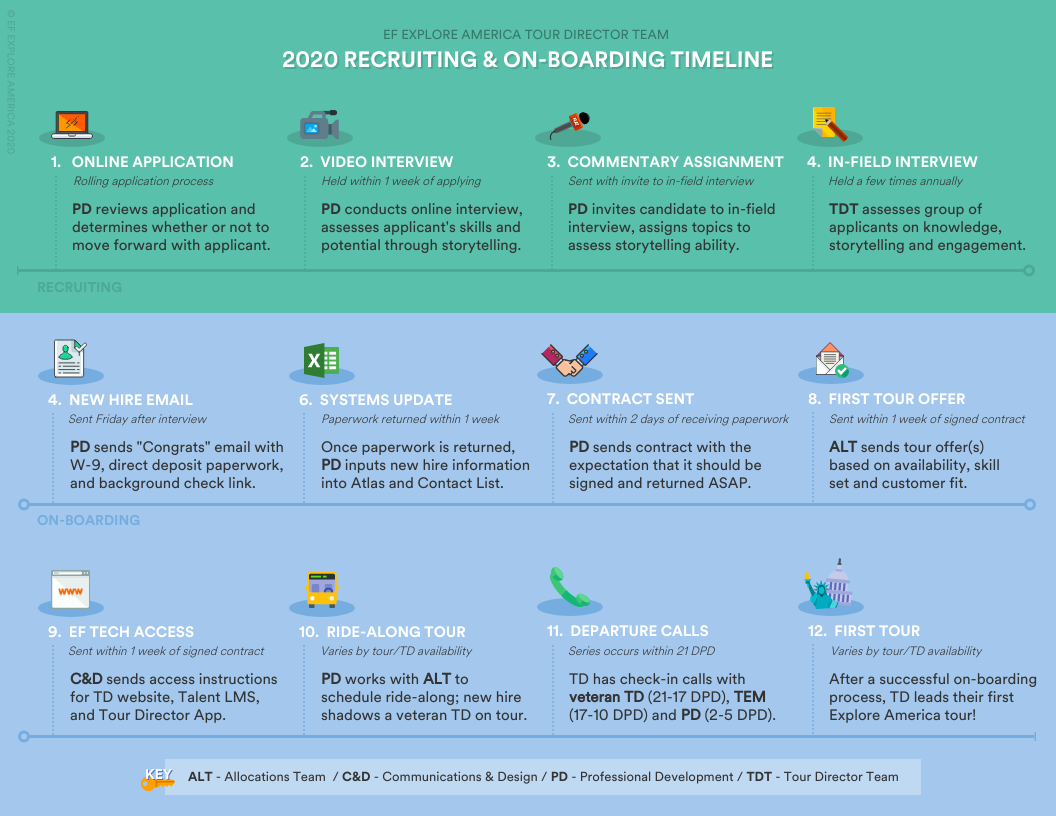 © EF EXPLORE AMERICA 2020
EF EXPLORE AMERICA TOUR DIRECTOR TEAM
2020 RECRUITING & ON-BOARDING TIMELINE
1. ONLINE APPLICATION
Rolling application process
PD reviews application and
determines whether or not to
move forward with applicant.
2. VIDEO INTERVIEW
Held within 1 week of applying
PD conducts online interview,
assesses applicant's skills and
potential through storytelling.
3. COMMENTARY ASSIGNMENT
Sent with invite to in-field interview
PD invites candidate to in-field
interview, assigns topics to
assess storytelling ability.
4. IN-FIELD INTERVIEW
Held a few times annually
TDT assesses group of
applicants on knowledge,
storytelling and engagement.
RECRUITING
4. NEW HIRE EMAIL
Sent Friday after interview
PD sends "Congrats" email with
W-9, direct deposit paperwork,
and background check link.
6. SYSTEMS UPDATE
Paperwork returned within 1 week
Once paperwork is returned,
PD inputs new hire information
into Atlas and Contact List.
7. CONTRACT SENT
Sent within 2 days of receiving paperwork
PD sends contract with the
expectation that it should be
signed and returned ASAP.
8. FIRST TOUR OFFER
Sent within 1 week of signed contract
ALT sends tour offer(s)
based on availability, skill
set and customer fit.
ON-BOARDING
www
9. EF TECH ACCESS
Sent within 1 week of signed contract
C&D sends access instructions
for TD website, Talent LMS,
and Tour Director App.
10. RIDE-ALONG TOUR
Varies by tour/TD availability
PD works with ALT to
schedule ride-along; new hire
shadows a veteran TD on tour.
11. DEPARTURE CALLS
Series occurs within 21 DPD
TD has check-in calls with
veteran TD (21-17 DPD), TEM
(17-10 DPD) and PD (2-5 DPD).
12. FIRST TOUR
Varies by tour/TD availability
After a successful on-boarding
process, TD leads their first
Explore America tour!
KEY
ALT - Allocations Team / C&D - Communications & Design / PD - Professional Development / TDT - Tour Director Team